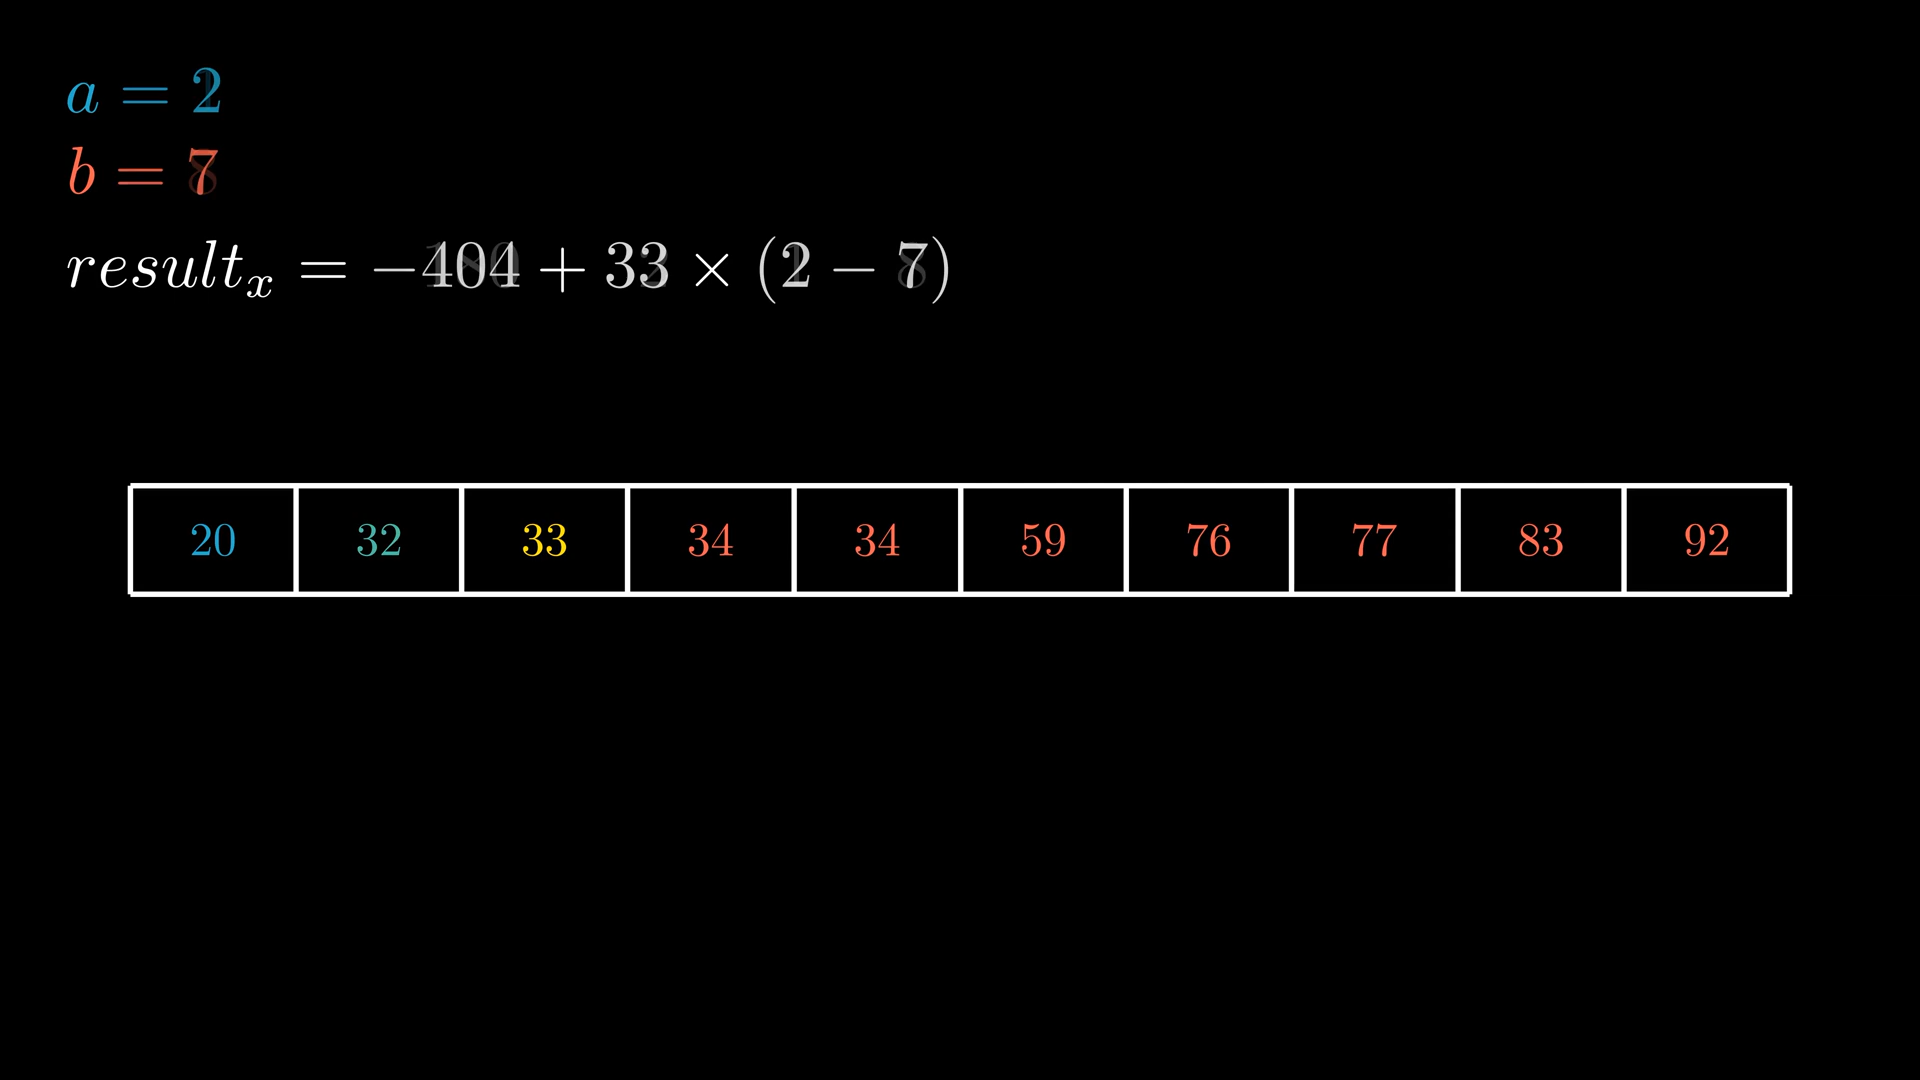 a = 2
b = 7
result_x = −404 + 33 × (2 − 7)
20 32 33 34 34 59 76 77 83 92